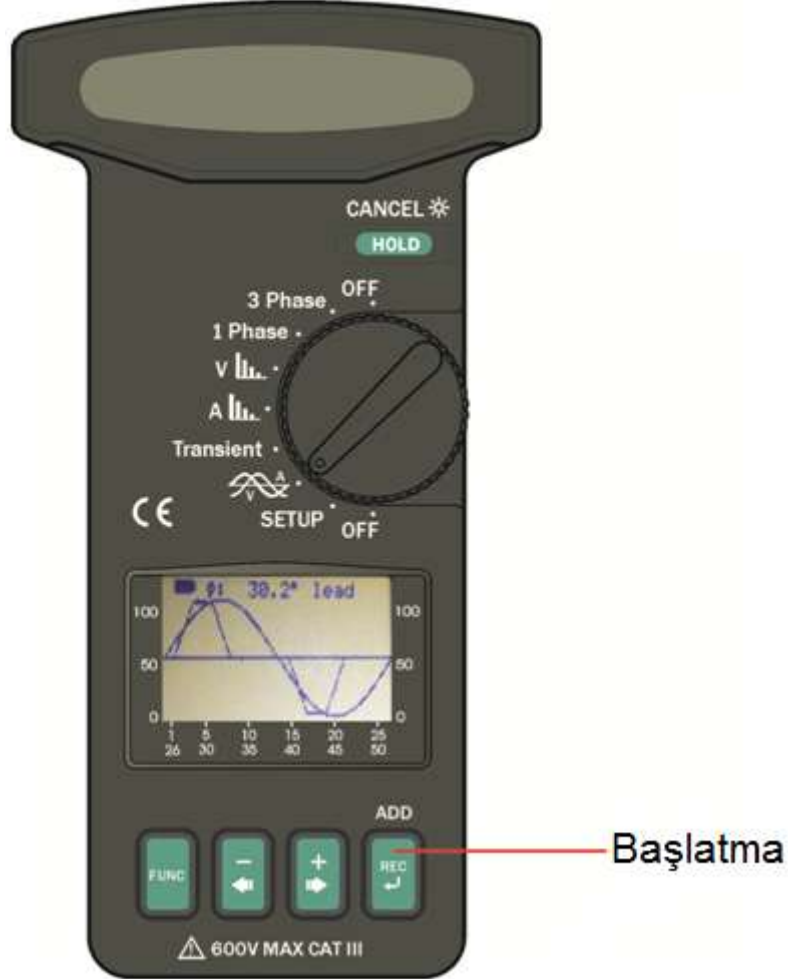 CANCEL
HOLD
OFF
3 Phase
1 Phase
V
A
Transient
A
V
CE
SETUP
OFF
φ: 30.2° lead
100 100
50 50
0 0
1 5 10 15 20 25
26 30 35 40 45 50
ADD
FUNC - + REC
Başlatma
600V MAX CAT III